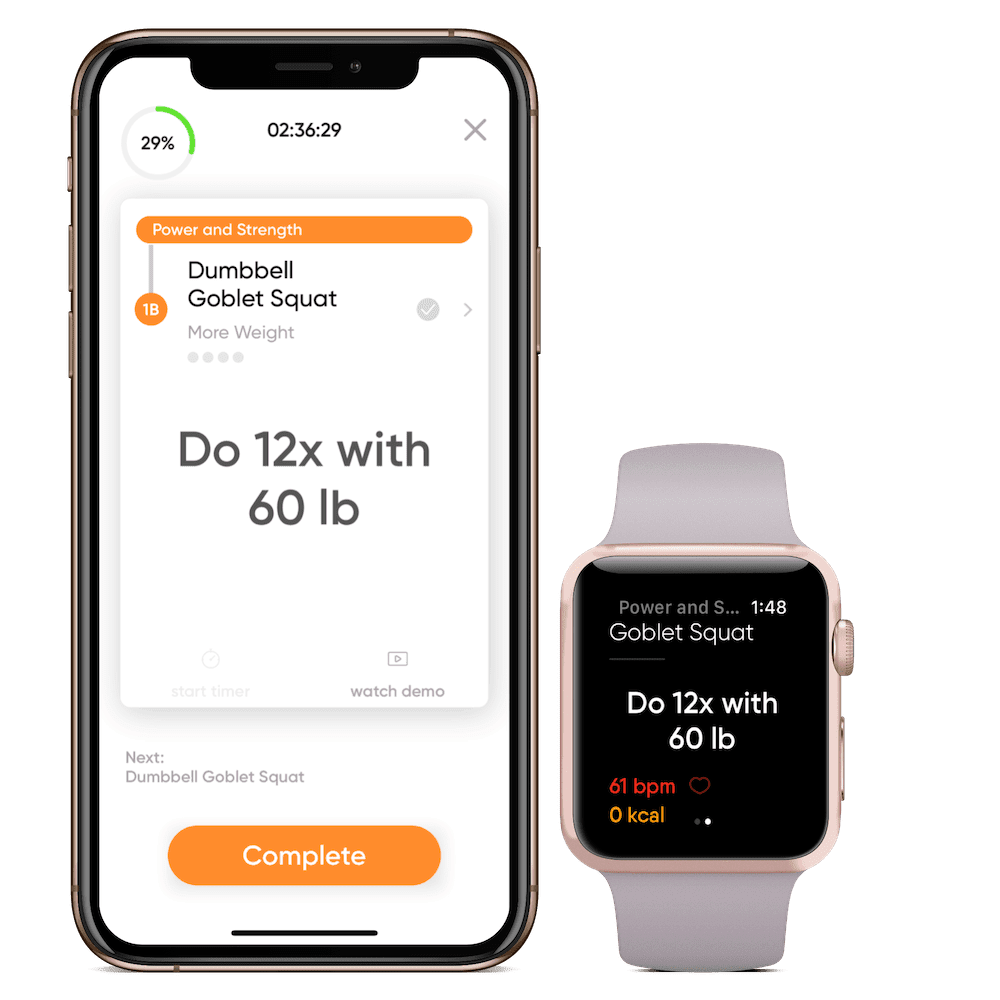 29%
02:36:29
Power and Strength
1B
Dumbbell
Goblet Squat
More Weight
Do 12x with
60 lb
start timer
watch demo
Next:
Dumbbell Goblet Squat
Complete
Power and S... 1:48
Goblet Squat
Do 12x with
60 lb
61 bpm
0 kcal